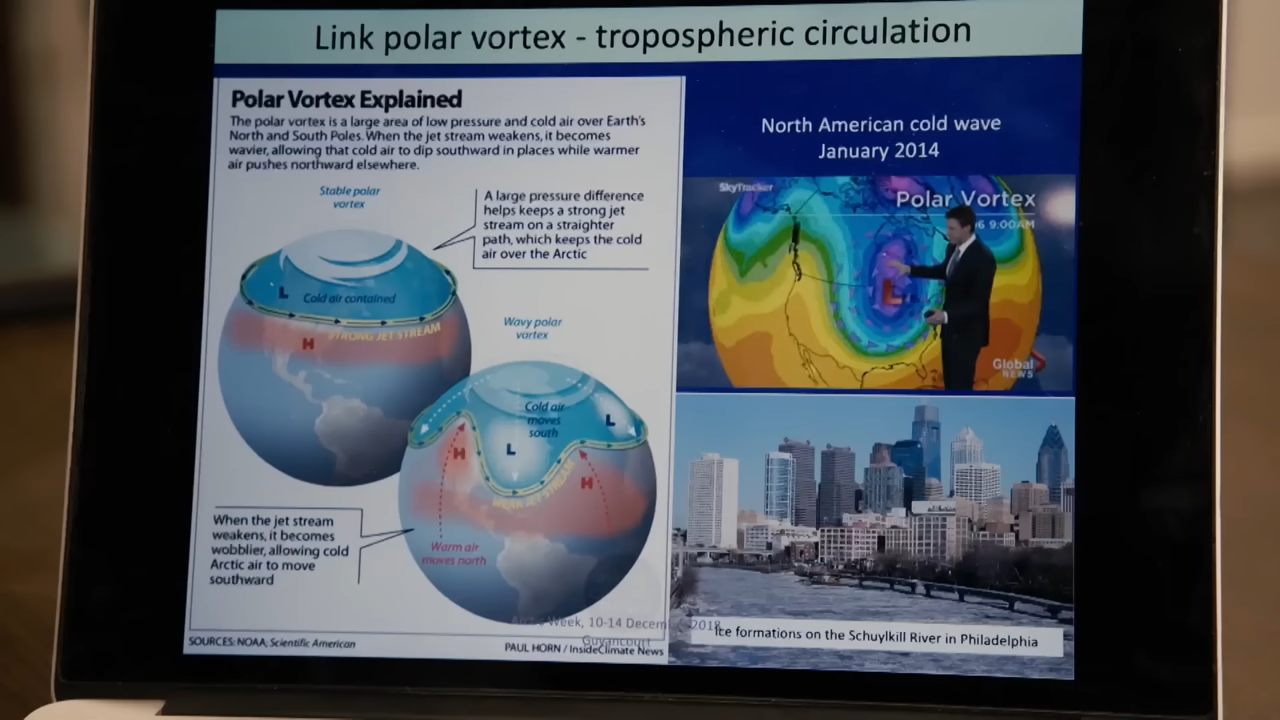 Link polar vortex - tropospheric circulation
Polar Vortex Explained
The polar vortex is a large area of low pressure and cold air over Earth's
North and South Poles. When the jet stream weakens, it becomes
wavier, allowing that cold air to dip southward in places while warmer
air pushes northward elsewhere.
Stable polar
vortex
A large pressure difference
helps keeps a strong jet
stream on a straighter
path, which keeps the cold
air over the Arctic
L
Cold air contained
STRONG JET STREAM
H
Wavy polar
vortex
Cold air
moves
south
L
L
H
H
WEAK JET STREAM
Warm air
moves north
When the jet stream
weakens, it becomes
wobblier, allowing cold
Arctic air to move
southward
SOURCES: NOAA, Scientific American
PAUL HORN / InsideClimate News
Week, 10-14 December 2018
Guyancourt
North American cold wave
January 2014
SkyTracker
Polar Vortex
9:00AM
L
Global
NEWS
Ice formations on the Schuylkill River in Philadelphia